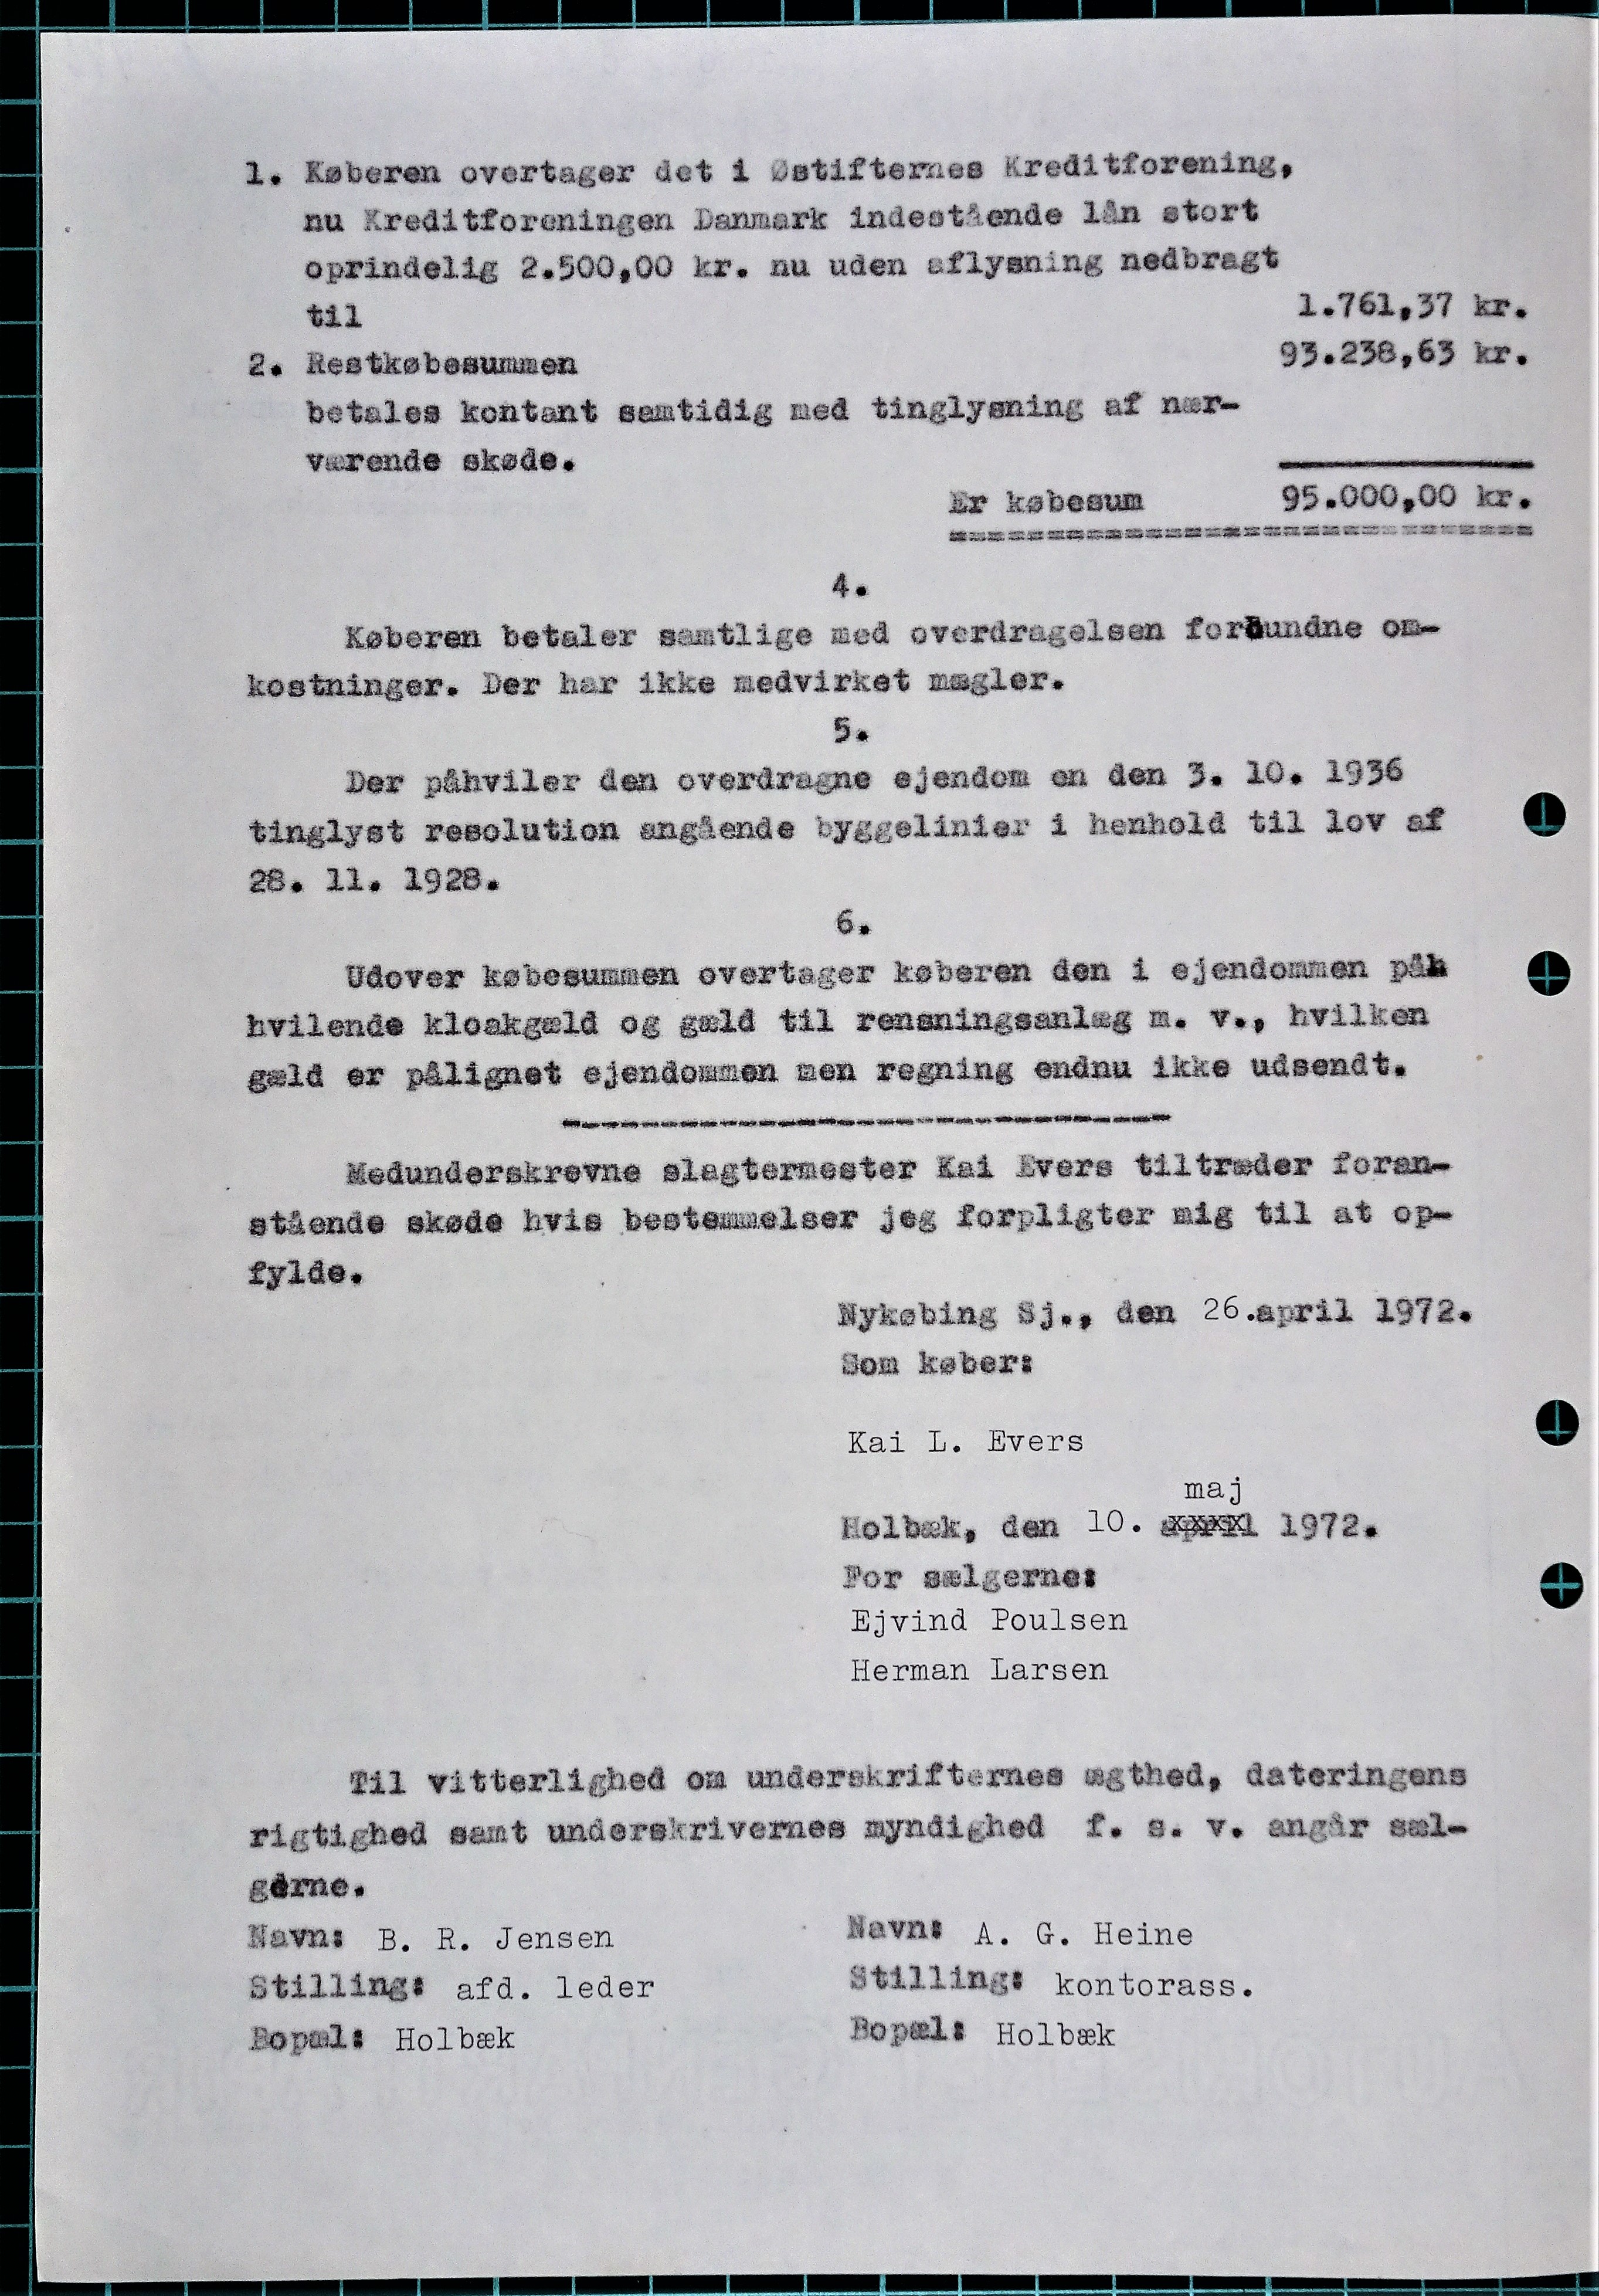 1. Køberen overtager det i Østifternes Kreditforening,
nu Kreditforeningen Danmark indestående lån stort
oprindelig 2.500,00 kr. nu uden aflysning nedbragt
til 1.761,37 kr.
2. Restkøbesummen 93.238,63 kr.
betales kontant samtidig med tinglysning af nær-
værende skøde.
Er købesum 95.000,00 kr.
==============================
4.
Køberen betaler samtlige med overdragelsen forbundne om-
kostninger. Der har ikke medvirket mægler.
5.
Der påhviler den overdragne ejendom en den 3. 10. 1936
tinglyst resolution angående byggelinier i henhold til lov af
28. 11. 1928.
6.
Udover købesummen overtager køberen den i ejendommen påh
hvilende kloakgæld og gæld til rensningsanlæg m. v., hvilken
gæld er pålignet ejendommen men regning endnu ikke udsendt.
-------------------------------
Medunderskrevne slagtermester Kai Evers tiltræder foran-
stående skøde hvis bestemmelser jeg forpligter mig til at op-
fylde.
Nykøbing Sj., den 26.april 1972.
Som køber:
Kai L. Evers
maj
Holbæk, den 10. april 1972.
For sælgerne:
Ejvind Poulsen
Herman Larsen
Til vitterlighed om underskrifternes ægthed, dateringens
rigtighed samt underskrivernes myndighed f. s. v. angår sæl-
gerne.
Navn: B. R. Jensen Navn: A. G. Heine
Stilling: afd. leder Stilling: kontorass.
Bopæl: Holbæk Bopæl: Holbæk